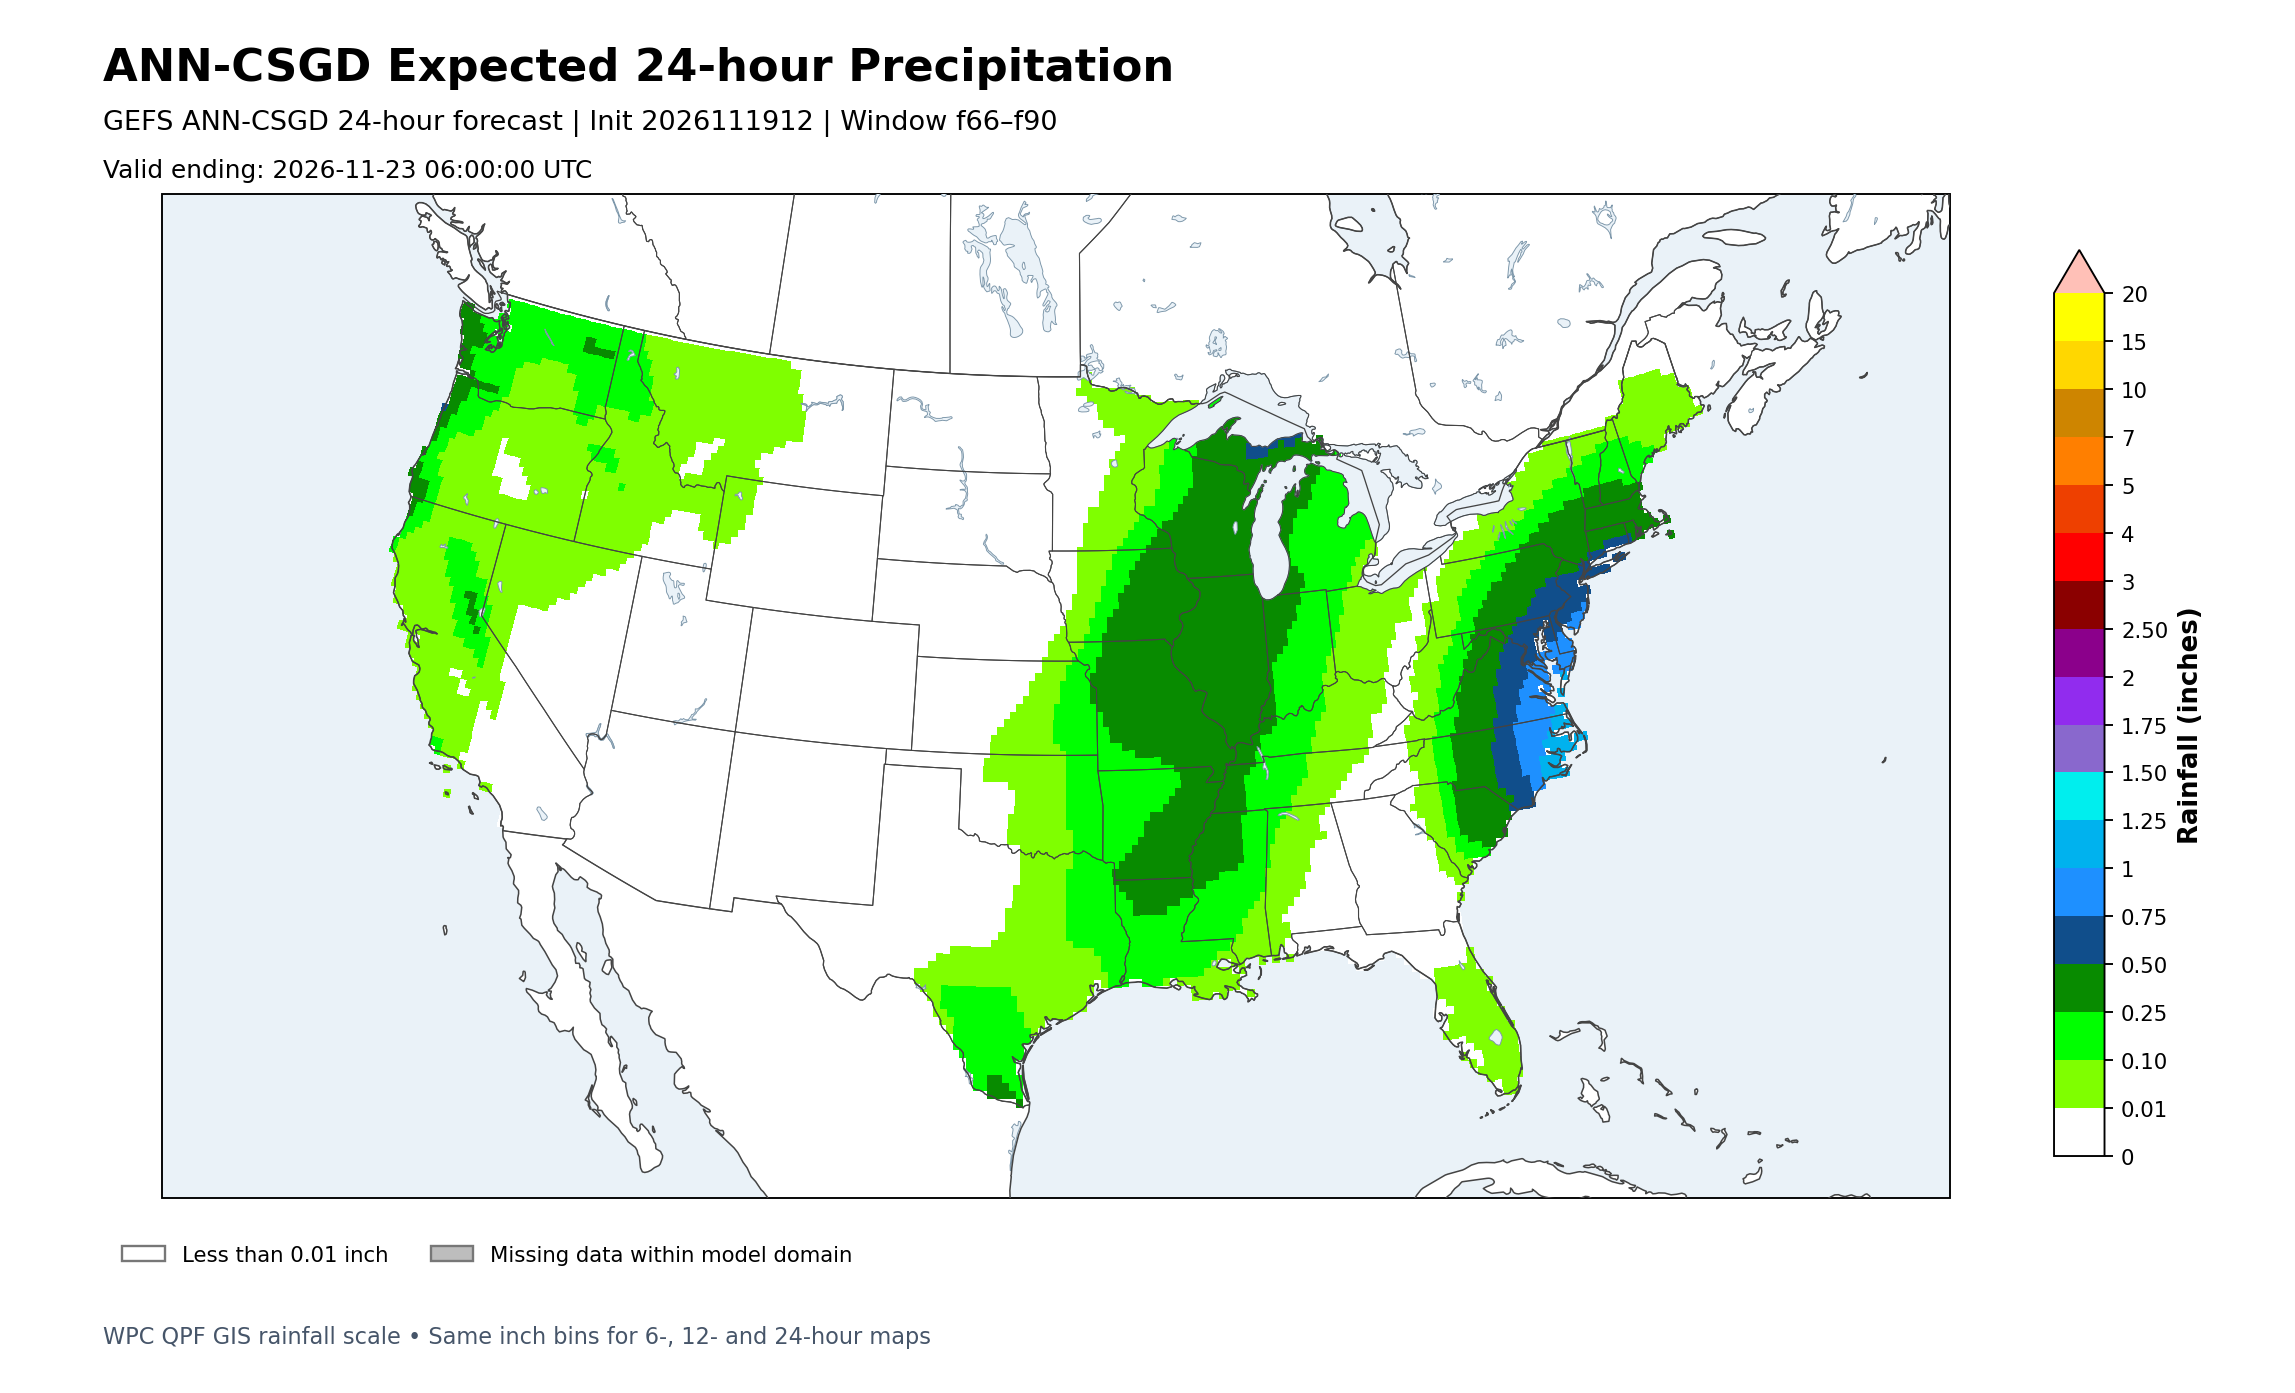 ANN-CSGD Expected 24-hour Precipitation
GEFS ANN-CSGD 24-hour forecast | Init 2026111912 | Window f66–f90
Valid ending: 2026-11-23 06:00:00 UTC
20
15
10
7
5
4
3
2.50
2
1.75
1.50
1.25
1
0.75
0.50
0.25
0.10
0.01
0
Rainfall (inches)
Less than 0.01 inch
Missing data within model domain
WPC QPF GIS rainfall scale • Same inch bins for 6-, 12- and 24-hour maps